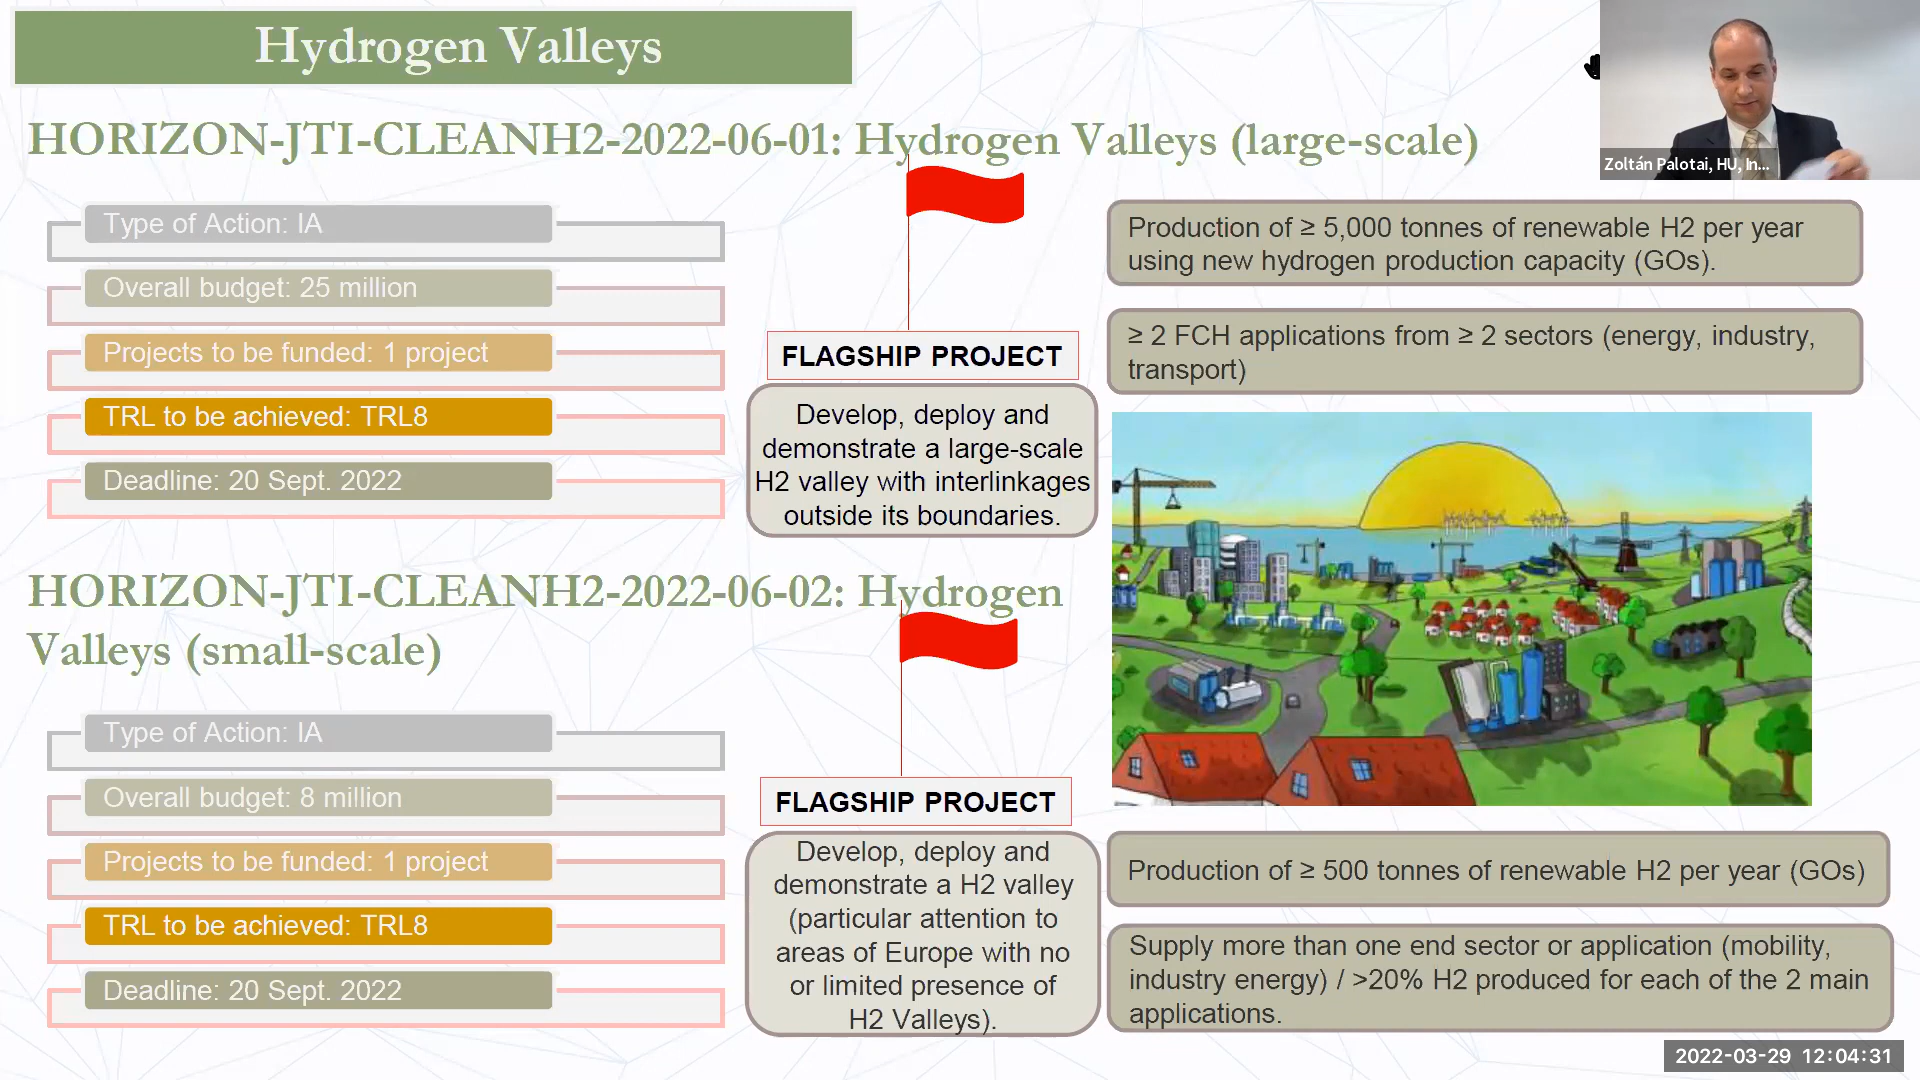 Hydrogen Valleys
HORIZON-JTI-CLEANH2-2022-06-01: Hydrogen Valleys (large-scale)
Zoltán Palotai, HU, In...
Type of Action: IA
Overall budget: 25 million
Projects to be funded: 1 project
TRL to be achieved: TRL8
Deadline: 20 Sept. 2022
FLAGSHIP PROJECT
Develop, deploy and
demonstrate a large-scale
H2 valley with interlinkages
outside its boundaries.
Production of ≥ 5,000 tonnes of renewable H2 per year
using new hydrogen production capacity (GOs).
≥ 2 FCH applications from ≥ 2 sectors (energy, industry,
transport)
HORIZON-JTI-CLEANH2-2022-06-02: Hydrogen
Valleys (small-scale)
Type of Action: IA
Overall budget: 8 million
Projects to be funded: 1 project
TRL to be achieved: TRL8
Deadline: 20 Sept. 2022
FLAGSHIP PROJECT
Develop, deploy and
demonstrate a H2 valley
(particular attention to
areas of Europe with no
or limited presence of
H2 Valleys).
Production of ≥ 500 tonnes of renewable H2 per year (GOs)
Supply more than one end sector or application (mobility,
industry energy) / >20% H2 produced for each of the 2 main
applications.
2022-03-29 12:04:31